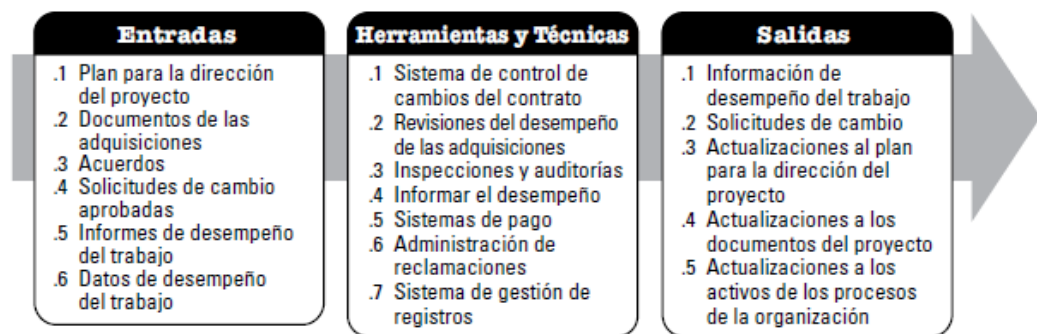 Entradas
.1 Plan para la dirección
del proyecto
.2 Documentos de las
adquisiciones
.3 Acuerdos
.4 Solicitudes de cambio
aprobadas
.5 Informes de desempeño
del trabajo
.6 Datos de desempeño
del trabajo
Herramientas y Técnicas
.1 Sistema de control de
cambios del contrato
.2 Revisiones del desempeño
de las adquisiciones
.3 Inspecciones y auditorías
.4 Informar el desempeño
.5 Sistemas de pago
.6 Administración de
reclamaciones
.7 Sistema de gestión de
registros
Salidas
.1 Información de
desempeño del trabajo
.2 Solicitudes de cambio
.3 Actualizaciones al plan
para la dirección del
proyecto
.4 Actualizaciones a los
documentos del proyecto
.5 Actualizaciones a los
activos de los procesos
de la organización